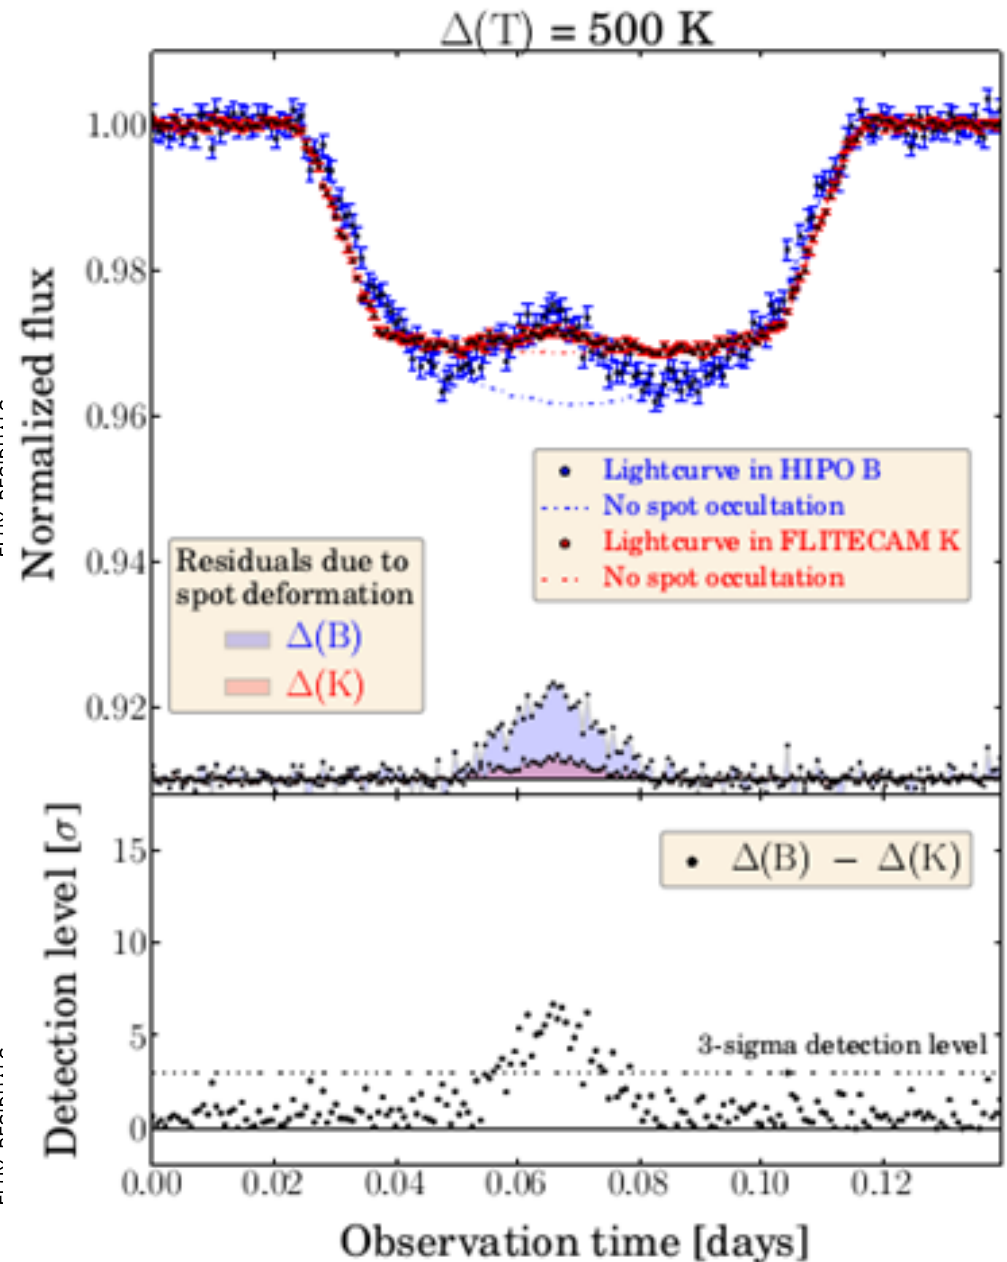 Δ(T) = 500 K
Normalized flux
1.00
0.98
0.96
0.94
0.92
Lightcurve in HIPO B
No spot occultation
Lightcurve in FLITECAM K
No spot occultation
Residuals due to
spot deformation
Δ(B)
Δ(K)
Detection level [σ]
15
10
5
0
Δ(B) − Δ(K)
3-sigma detection level
0.00 0.02 0.04 0.06 0.08 0.10 0.12
Observation time [days]